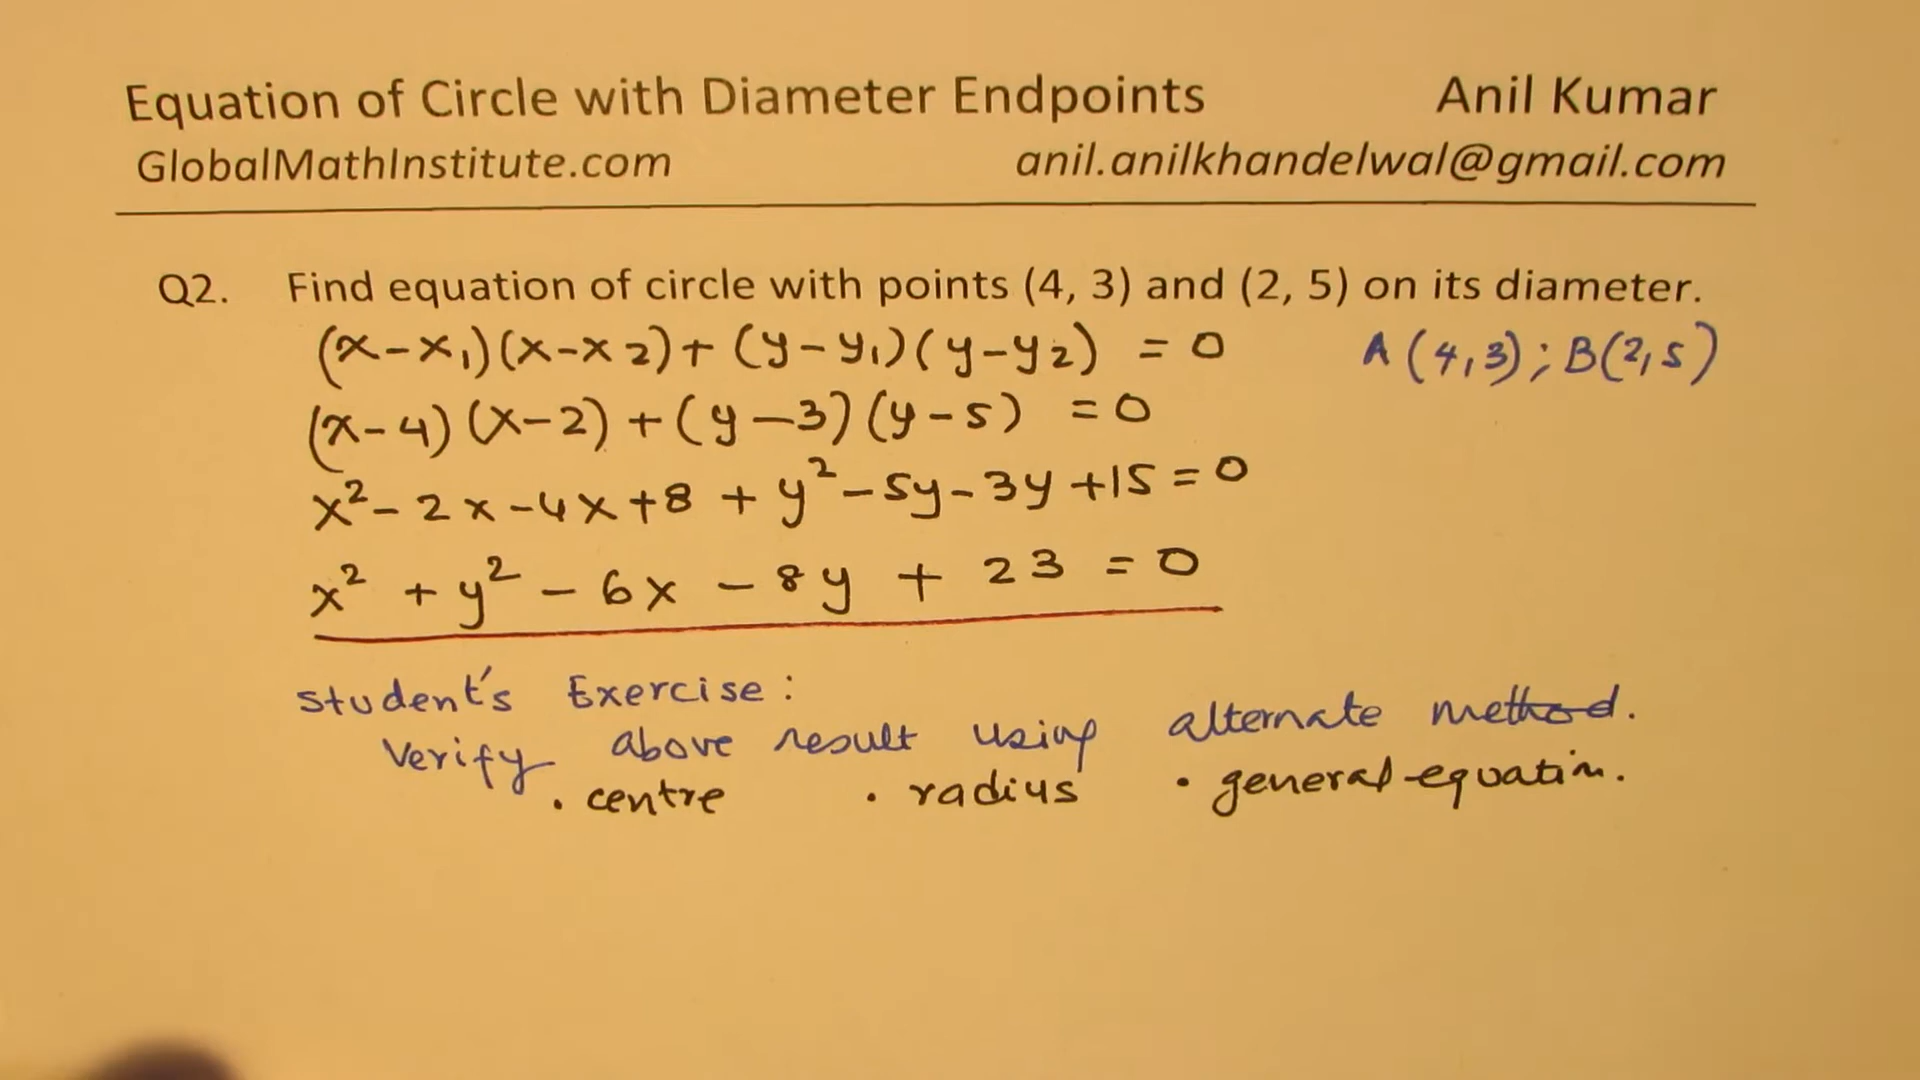 Equation of Circle with Diameter Endpoints Anil Kumar
GlobalMathInstitute.com anil.anilkhandelwal@gmail.com
Q2. Find equation of circle with points (4, 3) and (2, 5) on its diameter.
(x-x₁)(x-x₂)+(y-y₁)(y-y₂) = 0 A(4,3); B(2,5)
(x-4)(x-2)+(y-3)(y-5) = 0
x²-2x-4x+8+y²-5y-3y+15=0
x² + y² - 6x - 8y + 23 = 0
Student's Exercise:
Verify above result using alternate method.
• centre • radius • general equation.